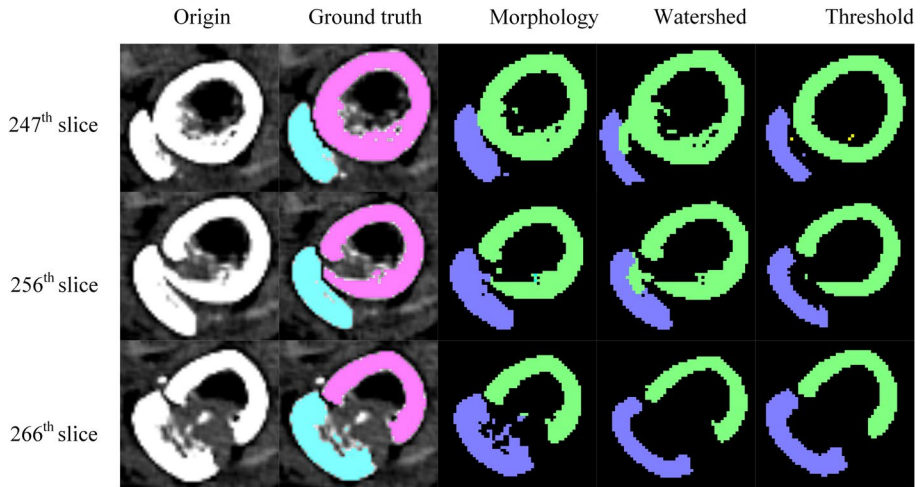 Origin Ground truth Morphology Watershed Threshold
247th slice
256th slice
266th slice